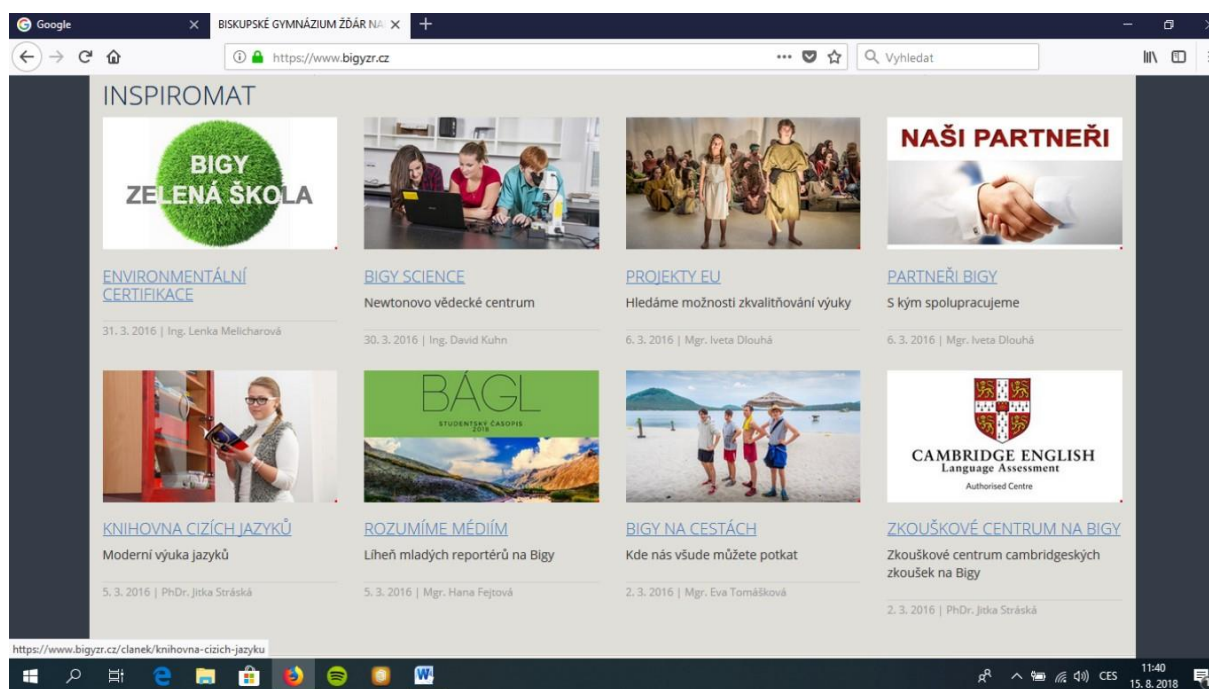 Google
BISKUPSKÉ GYMNÁZIUM ŽĎÁR NA
https://www.bigyzr.cz
Vyhledat
INSPIROMAT
BIGY
ZELENÁ ŠKOLA
NAŠI PARTNEŘI
ENVIRONMENTÁLNÍ
CERTIFIKACE
31. 3. 2016 | Ing. Lenka Melicharová
BIGY SCIENCE
Newtonovo vědecké centrum
30. 3. 2016 | Ing. David Kuhn
PROJEKTY EU
Hledáme možnosti zkvalitňování výuky
6. 3. 2016 | Mgr. Iveta Dlouhá
PARTNEŘI BIGY
S kým spolupracujeme
6. 3. 2016 | Mgr. Iveta Dlouhá
BÁGL
STUDENTSKÝ ČASOPIS
2016
CAMBRIDGE ENGLISH
Language Assessment
Authorised Centre
KNIHOVNA CIZÍCH JAZYKŮ
Moderní výuka jazyků
5. 3. 2016 | PhDr. Jitka Stráská
ROZUMÍME MÉDIÍM
Líheň mladých reportérů na Bigy
5. 3. 2016 | Mgr. Hana Fejtová
BIGY NA CESTÁCH
Kde nás všude můžete potkat
2. 3. 2016 | Mgr. Eva Tomášková
ZKOUŠKOVÉ CENTRUM NA BIGY
Zkouškové centrum cambridgeských
zkoušek na Bigy
2. 3. 2016 | PhDr. Jitka Stráská
https://www.bigyzr.cz/clanek/knihovna-cizich-jazyku
CES
11:40
15. 8. 2018